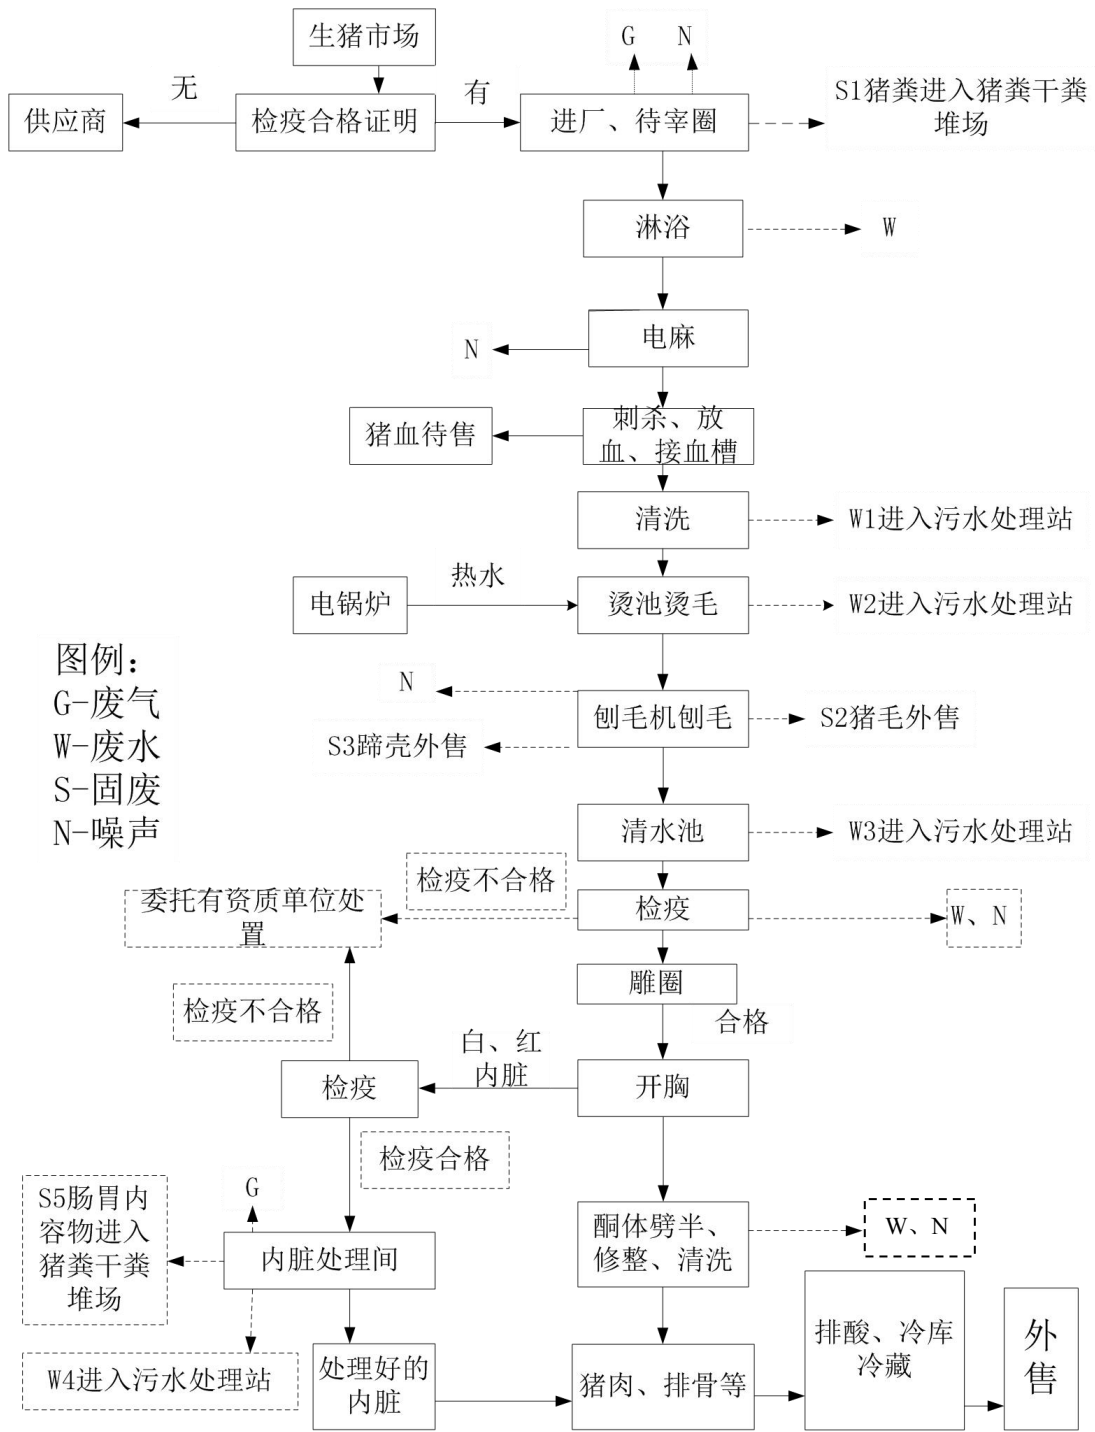 生猪市场
G
N
无
有
供应商
检疫合格证明
进厂、待宰圈
S1猪粪进入猪粪干粪
堆场
淋浴
W
电麻
N
猪血待售
刺杀、放
血、接血槽
清洗
W1进入污水处理站
热水
电锅炉
烫池烫毛
W2进入污水处理站
图例：
G-废气
W-废水
S-固废
N-噪声
N
刨毛机刨毛
S2猪毛外售
S3蹄壳外售
清水池
W3进入污水处理站
检疫不合格
委托有资质单位处
置
检疫
W、N
雕圈
检疫不合格
合格
白、红
内脏
检疫
开胸
检疫合格
G
S5肠胃内
容物进入
猪粪干粪
堆场
内脏处理间
酮体劈半、
修整、清洗
W、N
W4进入污水处理站
处理好的
内脏
猪肉、排骨等
排酸、冷库
冷藏
外
售